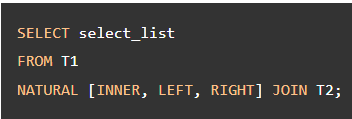 SELECT select_list
FROM T1
NATURAL [INNER, LEFT, RIGHT] JOIN T2;